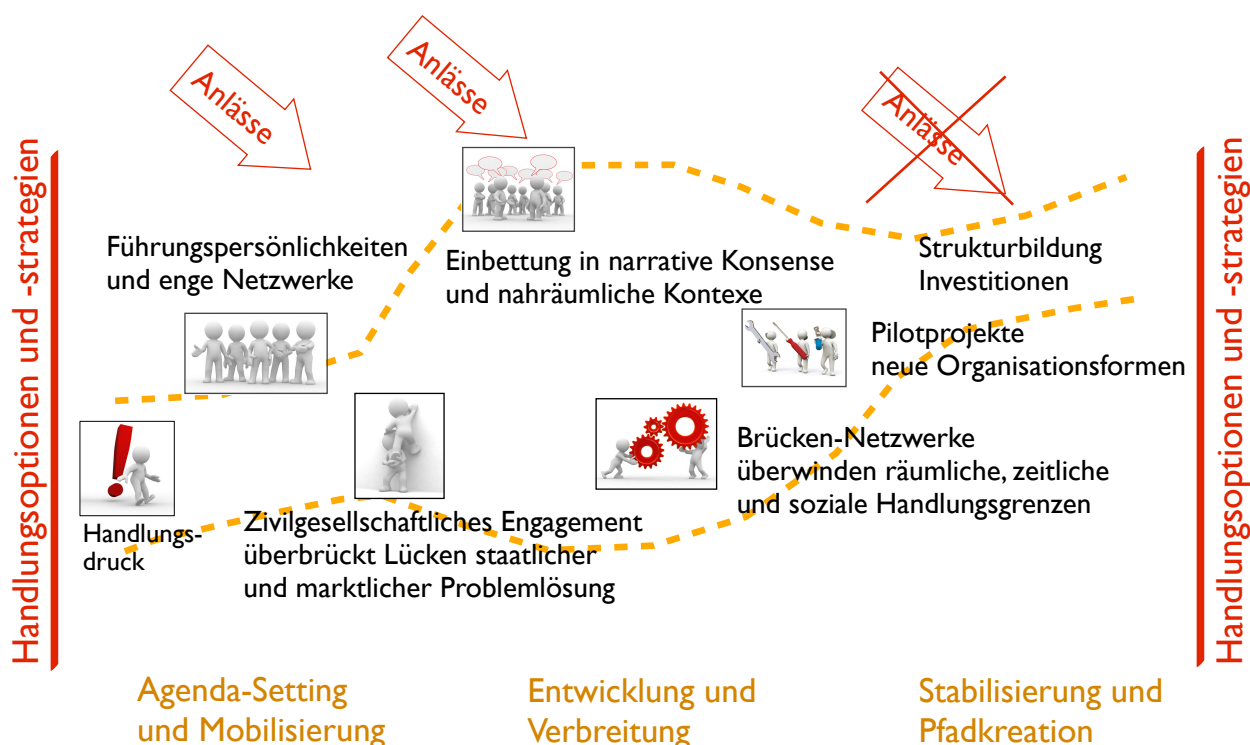 Anlässe
Anlässe
Anlässe
Handlungsoptionen und -strategien
Führungspersönlichkeiten
und enge Netzwerke
Einbettung in narrative Konsense
und nahräumliche Kontexe
Strukturbildung
Investitionen
Pilotprojekte
neue Organisationsformen
Brücken-Netzwerke
überwinden räumliche, zeitliche
und soziale Handlungsgrenzen
Handlungs-
druck
Zivilgesellschaftliches Engagement
überbrückt Lücken staatlicher
und marktlicher Problemlösung
Handlungsoptionen und -strategien
Agenda-Setting
und Mobilisierung
Entwicklung und
Verbreitung
Stabilisierung und
Pfadkreation